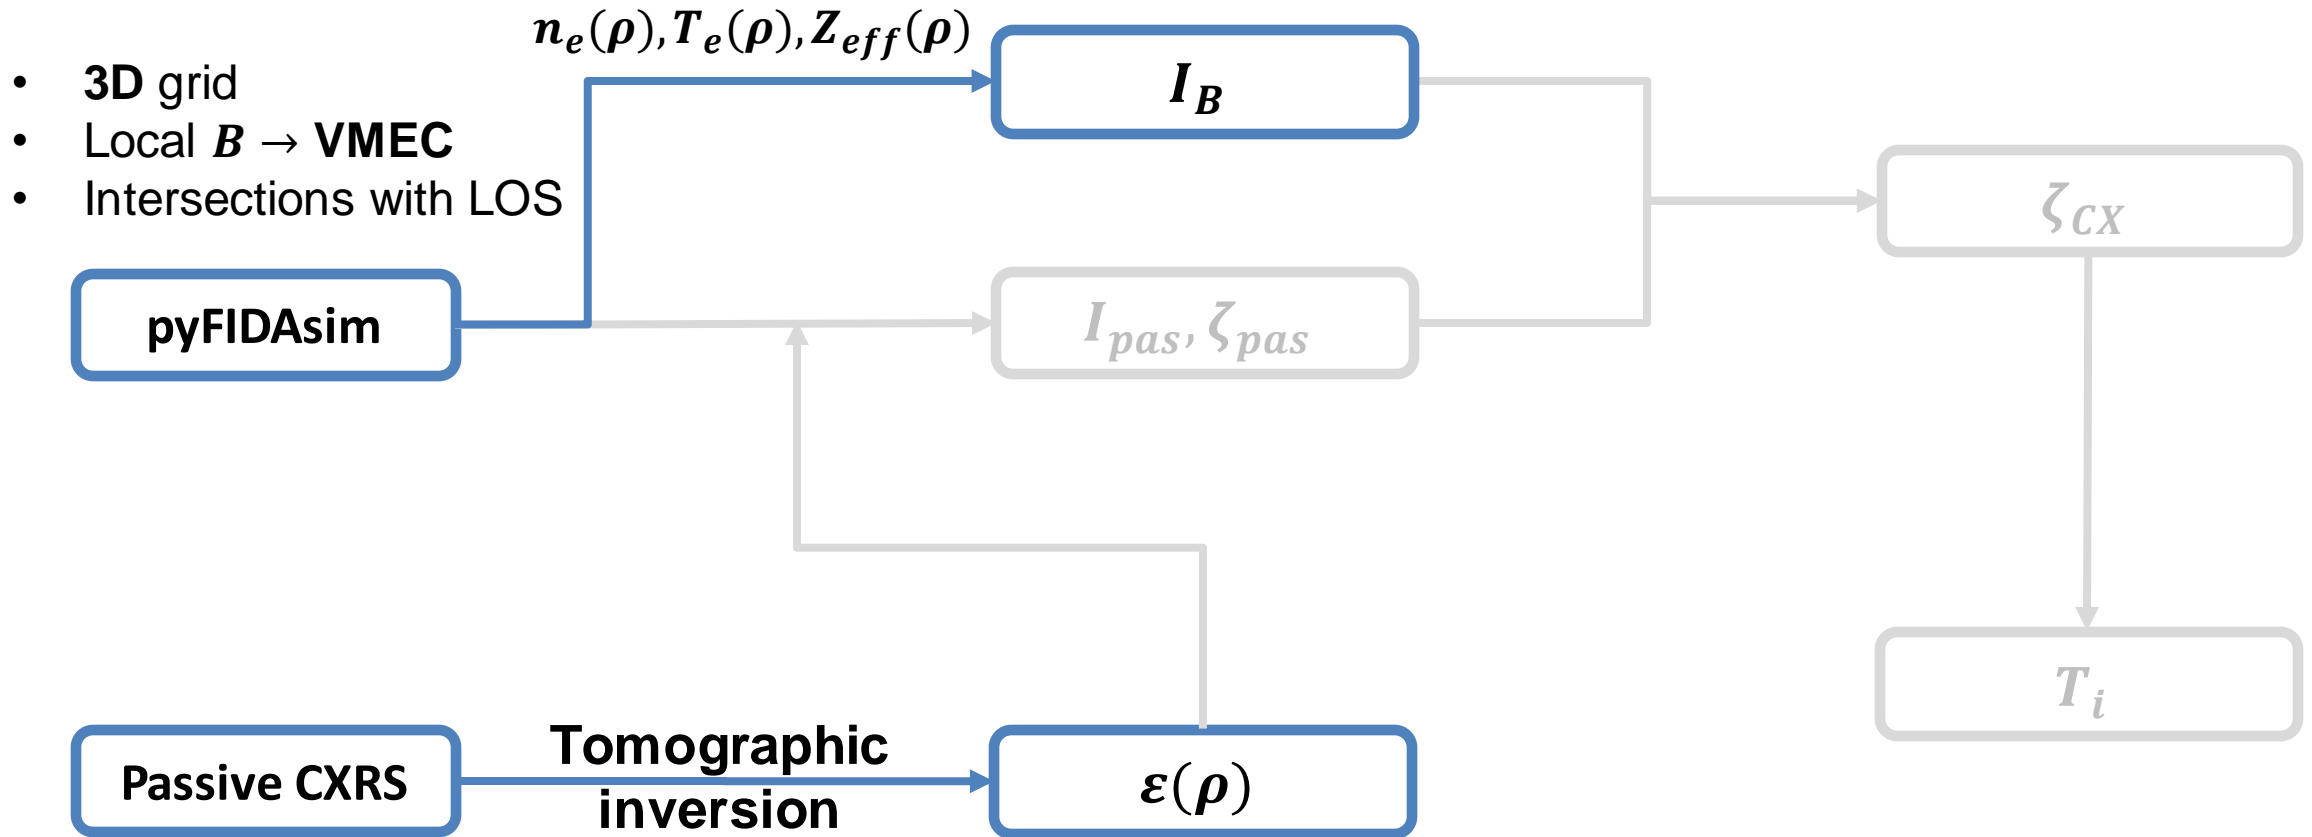 n_e(ρ), T_e(ρ), Z_eff(ρ)
• 3D grid
• Local B → VMEC
• Intersections with LOS
I_B
ζ_CX
pyFIDAsim
I_pas, ζ_pas
T_i
Tomographic
Passive CXRS
ε(ρ)
inversion